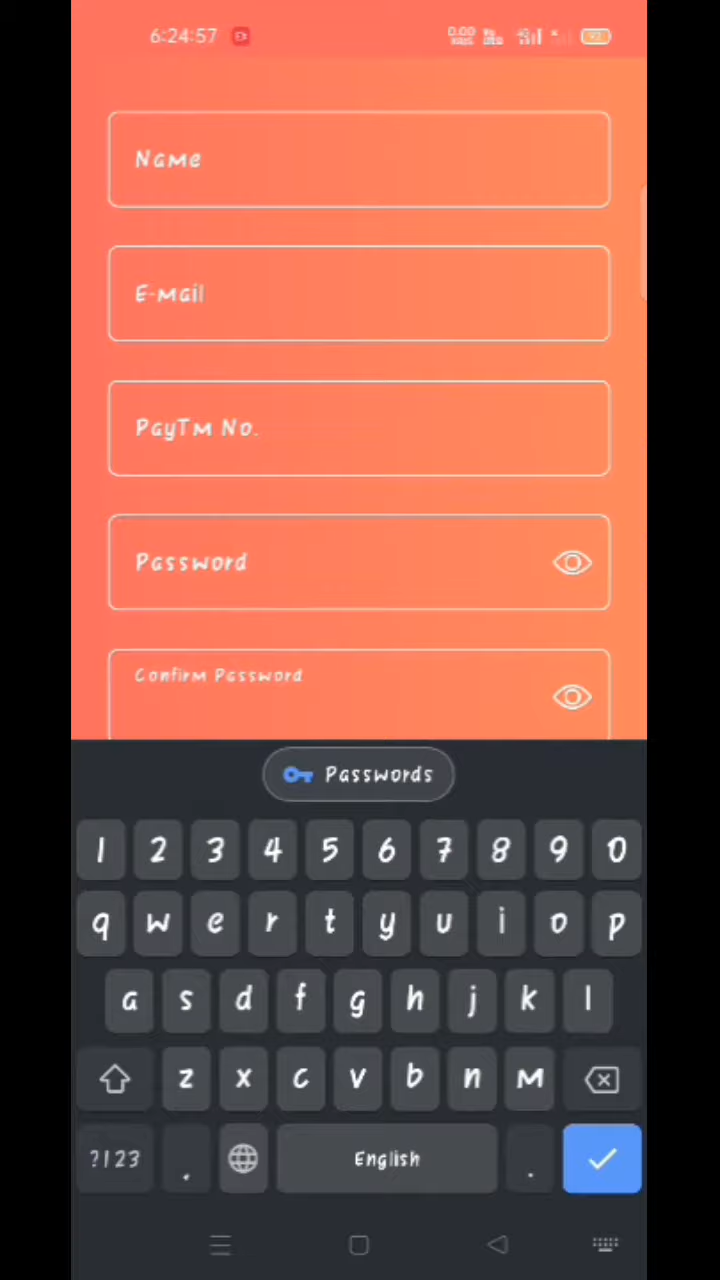 6:24:57
Name
E-mail
PayTm No.
Password
Confirm Password
Passwords
1 2 3 4 5 6 7 8 9 0
q w e r t y u i o p
a s d f g h j k l
z x c v b n m
?123 , English .